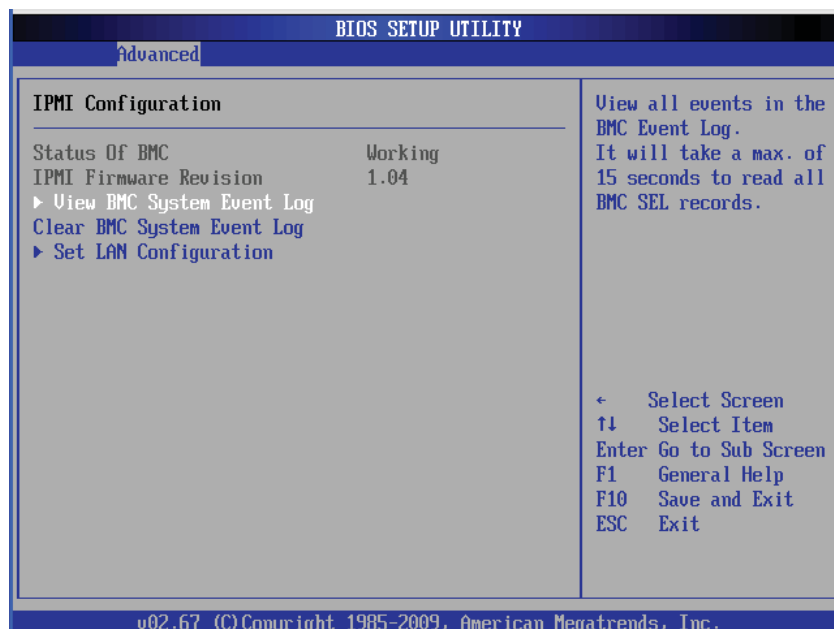 BIOS SETUP UTILITY
Advanced
IPMI Configuration
Status Of BMC Working
IPMI Firmware Revision 1.04
▶ View BMC System Event Log
Clear BMC System Event Log
▶ Set LAN Configuration
View all events in the
BMC Event Log.
It will take a max. of
15 seconds to read all
BMC SEL records.
← Select Screen
↑↓ Select Item
Enter Go to Sub Screen
F1 General Help
F10 Save and Exit
ESC Exit
v02.67 (C)Copyright 1985-2009, American Megatrends, Inc.